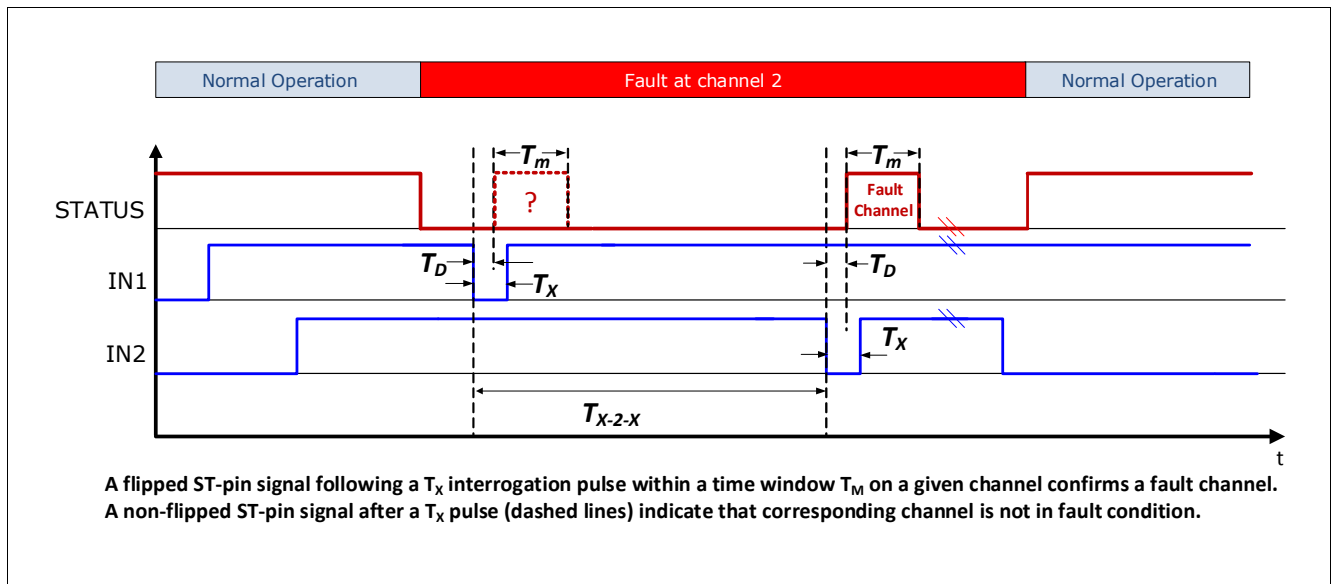 Normal Operation Fault at channel 2 Normal Operation
Tm Tm
STATUS ? Fault Channel
TD TD
IN1 TX
IN2 TX
TX-2-X
t
A flipped ST-pin signal following a TX interrogation pulse within a time window TM on a given channel confirms a fault channel.
A non-flipped ST-pin signal after a TX pulse (dashed lines) indicate that corresponding channel is not in fault condition.